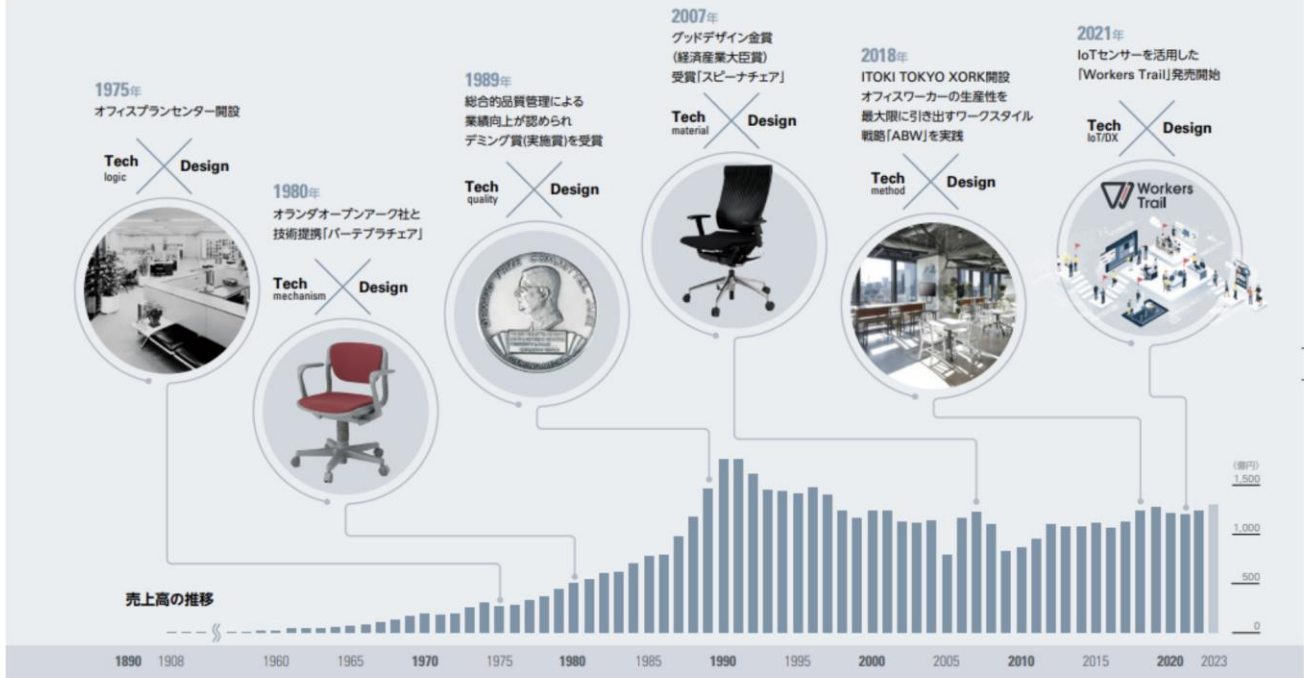 1975年
オフィスプランセンター開設
Tech
logic
Design
1980年
オランダオープンアーク社と
技術提携「バーテブラチェア」
Tech
mechanism
Design
1989年
総合的品質管理による
業績向上が認められ
デミング賞(実施賞)を受賞
Tech
quality
Design
2007年
グッドデザイン金賞
(経済産業大臣賞)
受賞「スピーナチェア」
Tech
material
Design
2018年
ITOKI TOKYO XORK開設
オフィスワーカーの生産性を
最大限に引き出すワークスタイル
戦略「ABW」を実践
Tech
method
Design
2021年
IoTセンサーを活用した
「Workers Trail」発売開始
Tech
IoT/DX
Design
Workers
Trail
売上高の推移
(億円)
1,500
1,000
500
0
1890 1908 1960 1965 1970 1975 1980 1985 1990 1995 2000 2005 2010 2015 2020 2023